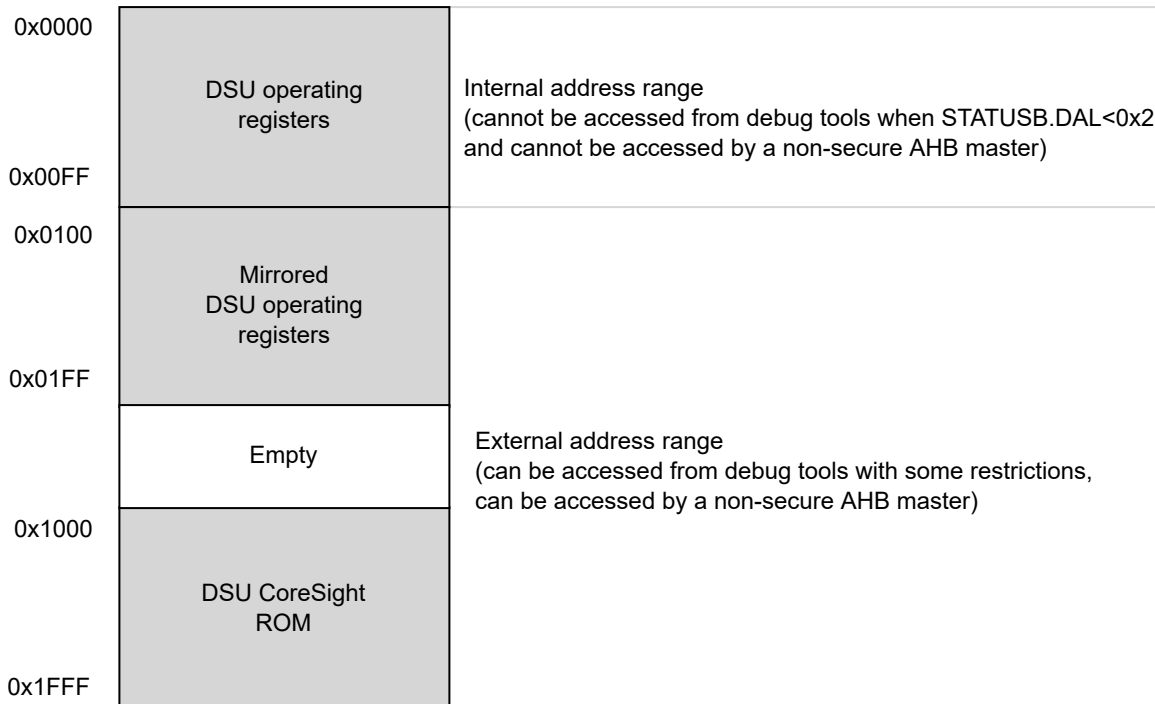 0x0000
DSU operating
registers
Internal address range
(cannot be accessed from debug tools when STATUSB.DAL<0x2
and cannot be accessed by a non-secure AHB master)
0x00FF
0x0100
Mirrored
DSU operating
registers
0x01FF
Empty
External address range
(can be accessed from debug tools with some restrictions,
can be accessed by a non-secure AHB master)
0x1000
DSU CoreSight
ROM
0x1FFF